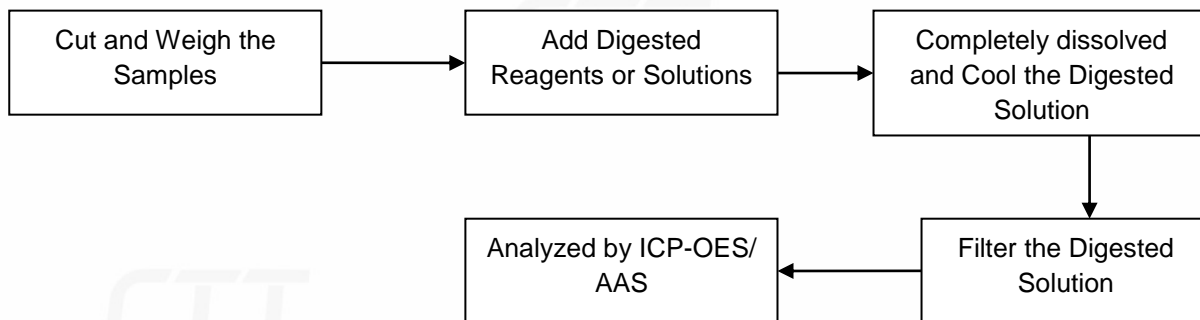 Cut and Weigh the
Samples
Add Digested
Reagents or Solutions
Completely dissolved
and Cool the Digested
Solution
Filter the Digested
Solution
Analyzed by ICP-OES/
AAS
CTT